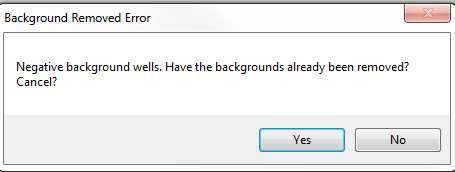 Background Removed Error
Negative background wells. Have the backgrounds already been removed?
Cancel?
Yes
No